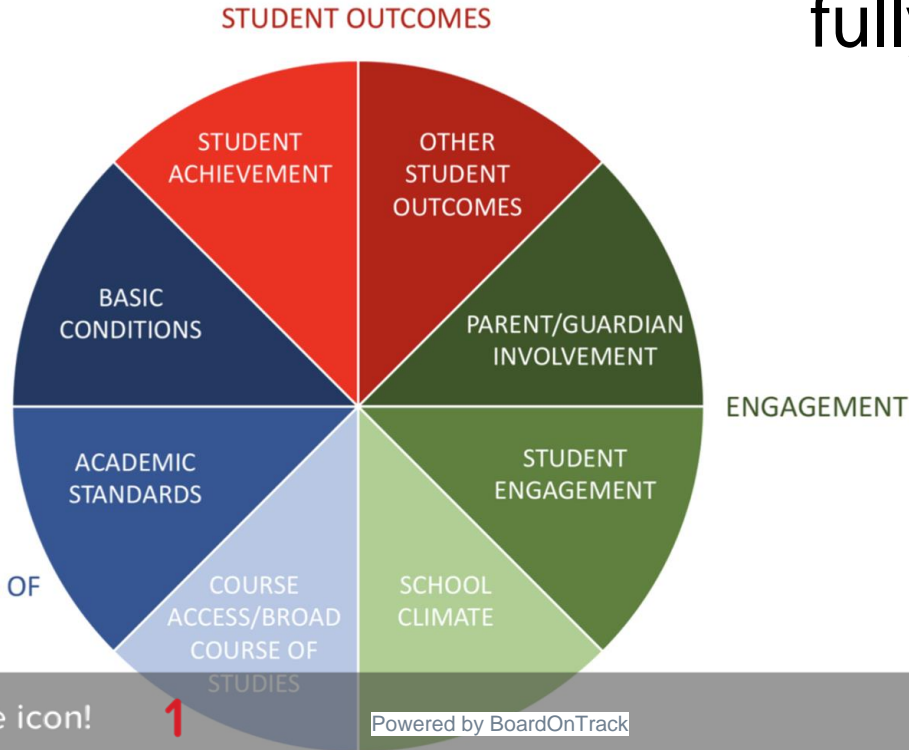 STUDENT OUTCOMES
STUDENT
ACHIEVEMENT
OTHER
STUDENT
OUTCOMES
BASIC
CONDITIONS
PARENT/GUARDIAN
INVOLVEMENT
ENGAGEMENT
ACADEMIC
STANDARDS
STUDENT
ENGAGEMENT
OF
COURSE
ACCESS/BROAD
COURSE OF
STUDIES
SCHOOL
CLIMATE
icon!
1
Powered by BoardOnTrack